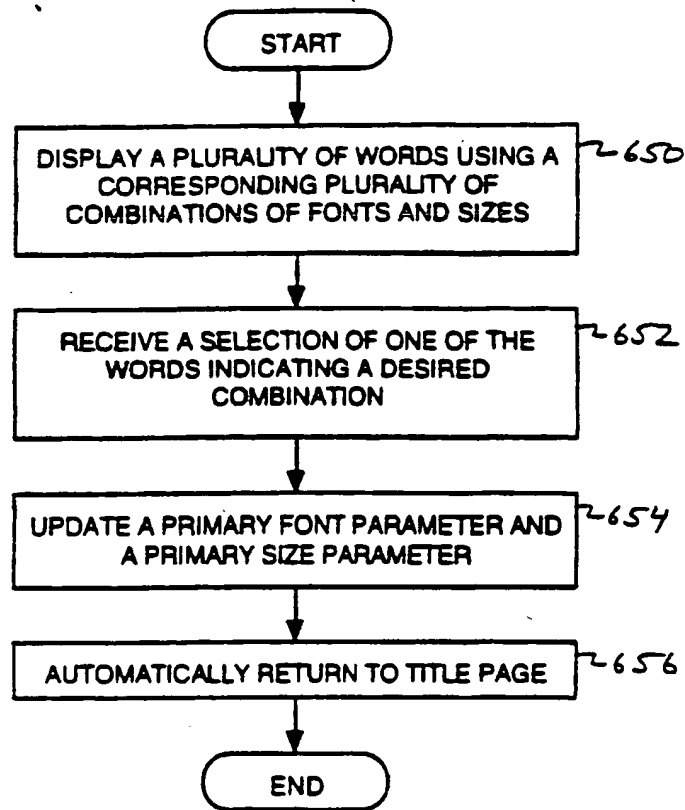 START
DISPLAY A PLURALITY OF WORDS USING A
CORRESPONDING PLURALITY OF
COMBINATIONS OF FONTS AND SIZES
650
RECEIVE A SELECTION OF ONE OF THE
WORDS INDICATING A DESIRED
COMBINATION
652
UPDATE A PRIMARY FONT PARAMETER AND
A PRIMARY SIZE PARAMETER
654
AUTOMATICALLY RETURN TO TITLE PAGE
656
END